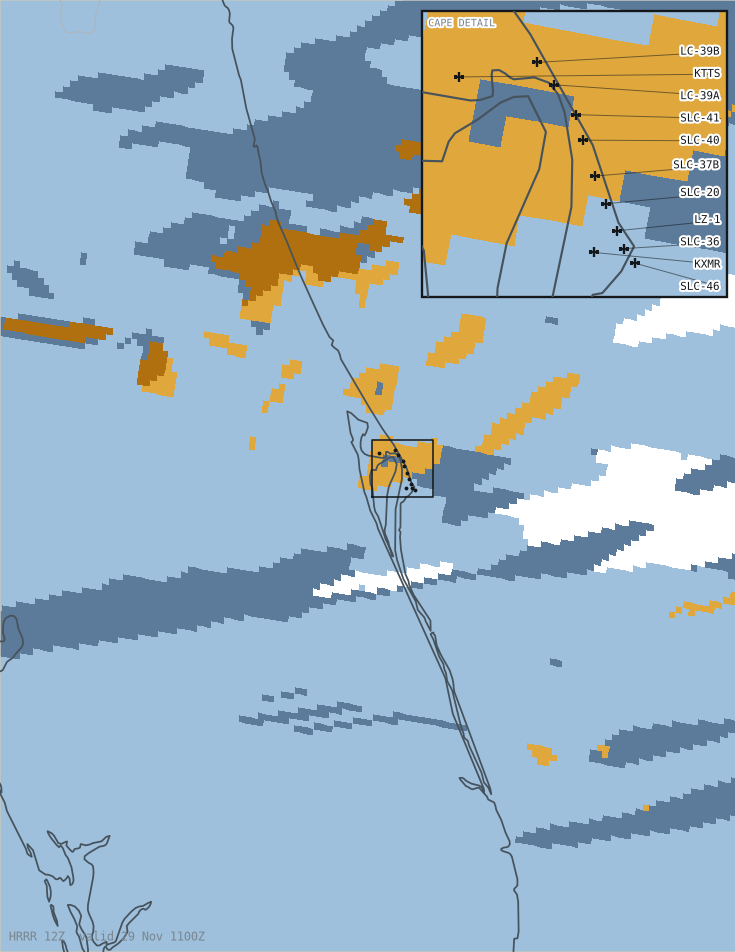 CAPE DETAIL
LC-39B
KTTS
LC-39A
SLC-41
SLC-40
SLC-37B
SLC-20
LZ-1
SLC-36
KXMR
SLC-46
HRRR 12Z valid 29 Nov 1100Z